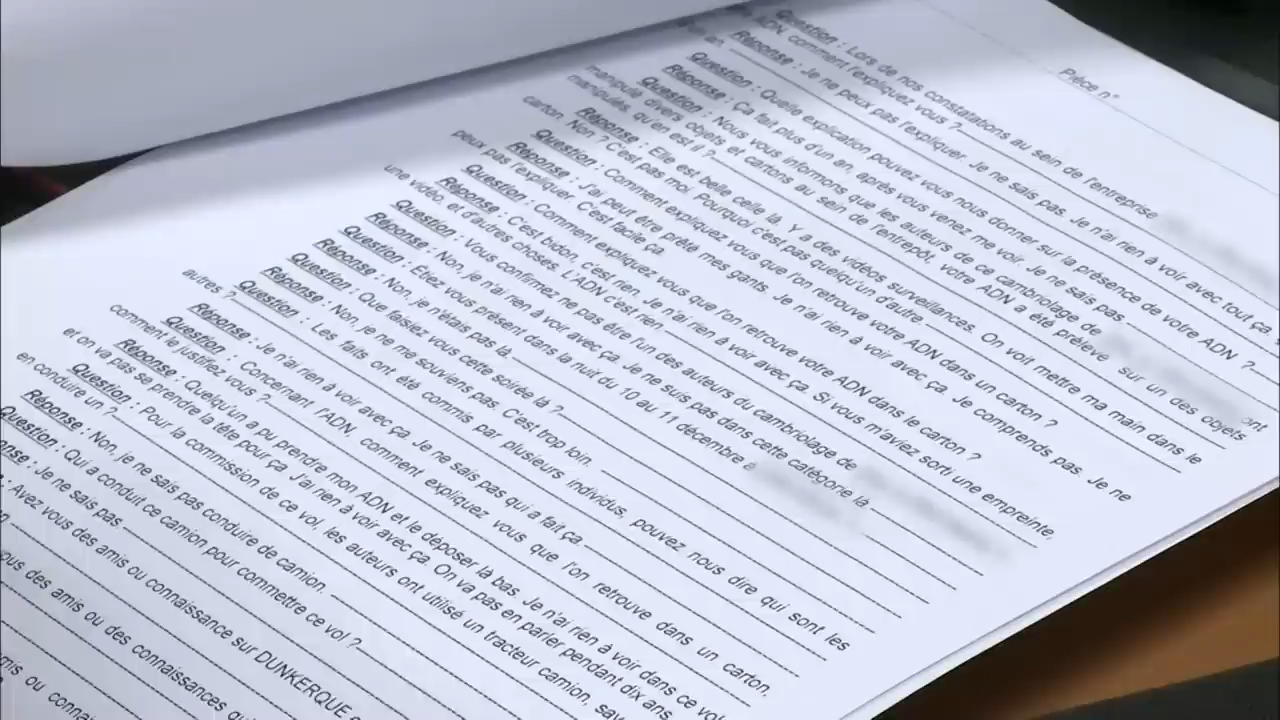 Pièce n°
Question : Lors de nos constatations au sein de l'entreprise
ADN, comment l'expliquez vous ?
Réponse : Je ne peux pas l'expliquer. Je ne sais pas. Je n'ai rien à voir avec tout ça
Question : Quelle explication pouvez vous nous donner sur la présence de votre ADN ?
Réponse : Ça fait plus d'un an, après vous venez me voir. Je ne sais pas.
Question : Nous vous informons que les auteurs de ce cambriolage de ont
manipulé divers objets et cartons au sein de l'entrepôt, votre ADN a été prélevé sur un des objets
manipulés, qu'en est il ?
Réponse : Elle est belle celle là. Y a des vidéos surveillances. On voit mettre ma main dans le
carton. Non ? C'est pas moi. Pourquoi c'est pas quelqu'un d'autre
Question : Comment expliquez vous que l'on retrouve votre ADN dans un carton ?
Réponse : J'ai peut être prêté mes gants. Je n'ai rien à voir avec ça. Je comprends pas. Je ne
peux pas l'expliquer. C'est facile ça.
Question : Comment expliquez vous que l'on retrouve votre ADN dans le carton ?
Réponse : C'est bidon, c'est rien. Je n'ai rien à voir avec ça. Si vous m'aviez sorti une empreinte,
une vidéo, et d'autres choses. L'ADN c'est rien
Question : Vous confirmez ne pas être l'un des auteurs du cambriolage de
Réponse : Non, je n'ai rien à voir avec ça. Je ne suis pas dans cette catégorie là
Question : Etiez vous présent dans la nuit du 10 au 11 décembre à
Réponse : Non, je n'étais pas là.
Question : Que faisiez vous cette soirée là ?
Réponse : Non, je ne me souviens pas. C'est trop loin.
Question : Les faits ont été commis par plusieurs individus, pouvez nous dire qui sont les
autres ?
Réponse : Je n'ai rien à voir avec ça. Je ne sais pas qui a fait ça
Question : Concernant l'ADN, comment expliquez vous que l'on retrouve dans un carton,
comment le justifiez vous ?
Réponse : Quelqu'un a pu prendre mon ADN et le déposer là bas. Je n'ai rien à voir dans ce vol
et on va pas se prendre la tête pour ça. J'ai rien à voir avec ça. On va pas en parler pendant dix ans.
Question : Pour la commission de ce vol, les auteurs ont utilisé un tracteur camion,
en conduire un ?
Réponse : Non, je ne sais pas conduire de camion.
Question : Qui a conduit ce camion pour commettre ce vol ?
Je ne sais pas
: Avez vous des amis ou connaissance sur DUNKERQUE
des amis ou des connaissances
ou